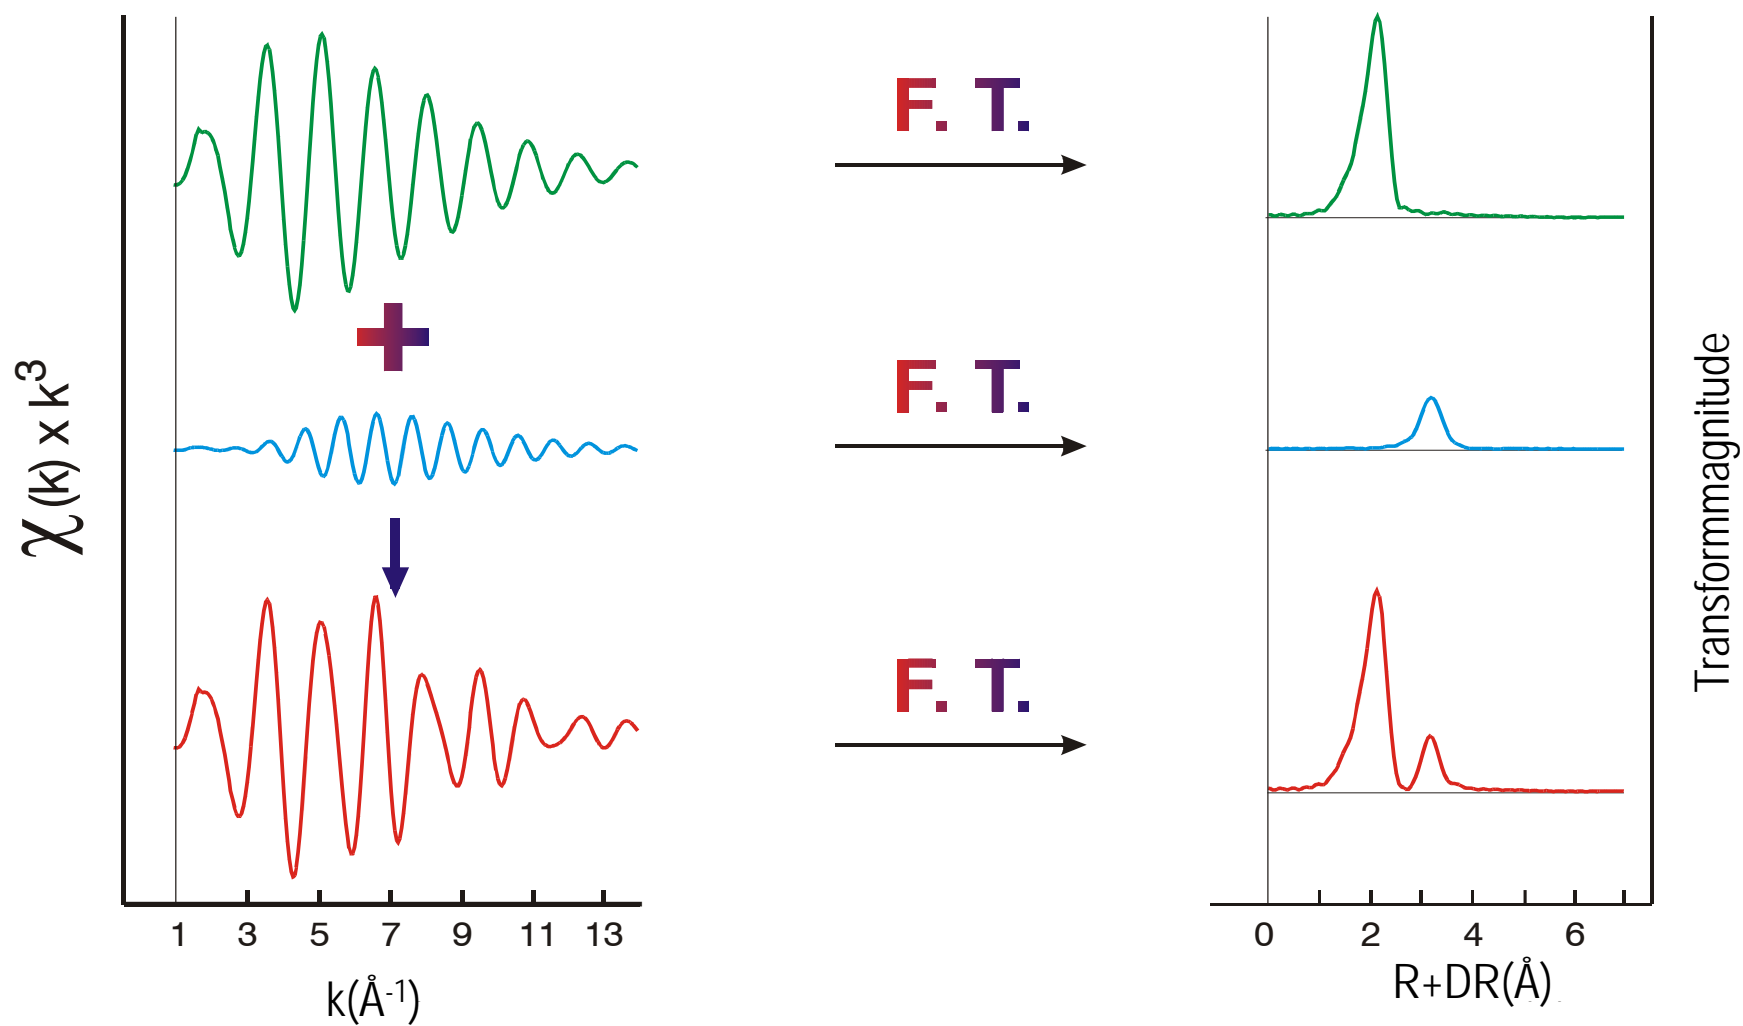 F. T.
F. T.
F. T.
+
χ(k) x k³
Transformmagnitude
1 3 5 7 9 11 13
k(Å⁻¹)
0 2 4 6
R+DR(Å)